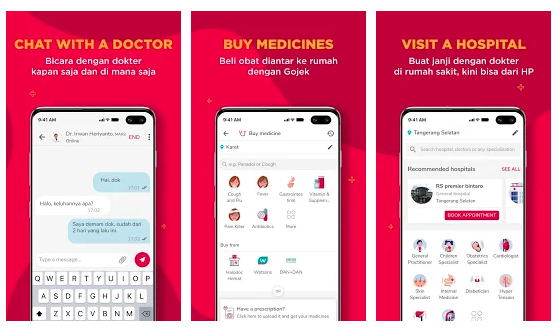 CHAT WITH A DOCTOR
Bicara dengan dokter
kapan saja dan di mana saja
9:41 AM
Dr. Irwan Heriyanto, MARS
Online
END
Hai, dok
17:01
Halo, keluhannya apa?
17:02
Saya demam dok, sudah dari
2 hari yang lalu ini.
17:03
Type a message...
Q W E R T Y U I O P
A S D F G H J K L
Z X C V B N M
BUY MEDICINES
Beli obat diantar ke rumah
dengan Gojek
9:41 AM
Buy medicine
Karet
e.g. Panadol or Cough
Cough
and Flu
Fever
Gastrointes
tinal
Vitamin &
Supplem..
Pain Killer
Antibiotics
More
Buy from
Halodoc
Hemat
Watsons
DAN+DAN
OR
Have a prescription?
Click here to upload it and get your medicines
VISIT A HOSPITAL
Buat janji dengan dokter
di rumah sakit, kini bisa dari HP
9:41 AM
Tangerang Selatan
Search hospital, doctors or any specialisation
Recommended hospitals
SEE ALL
RS premier bintaro
General hospital
Tangerang Selatan
BOOK APPOINTMENT
General
Practitioner
Children
Specialist
Obstetrics
Specialist
Cardiologist
Skin
Specialist
Internal
Medicine
Diabetician
Hyper
Tension